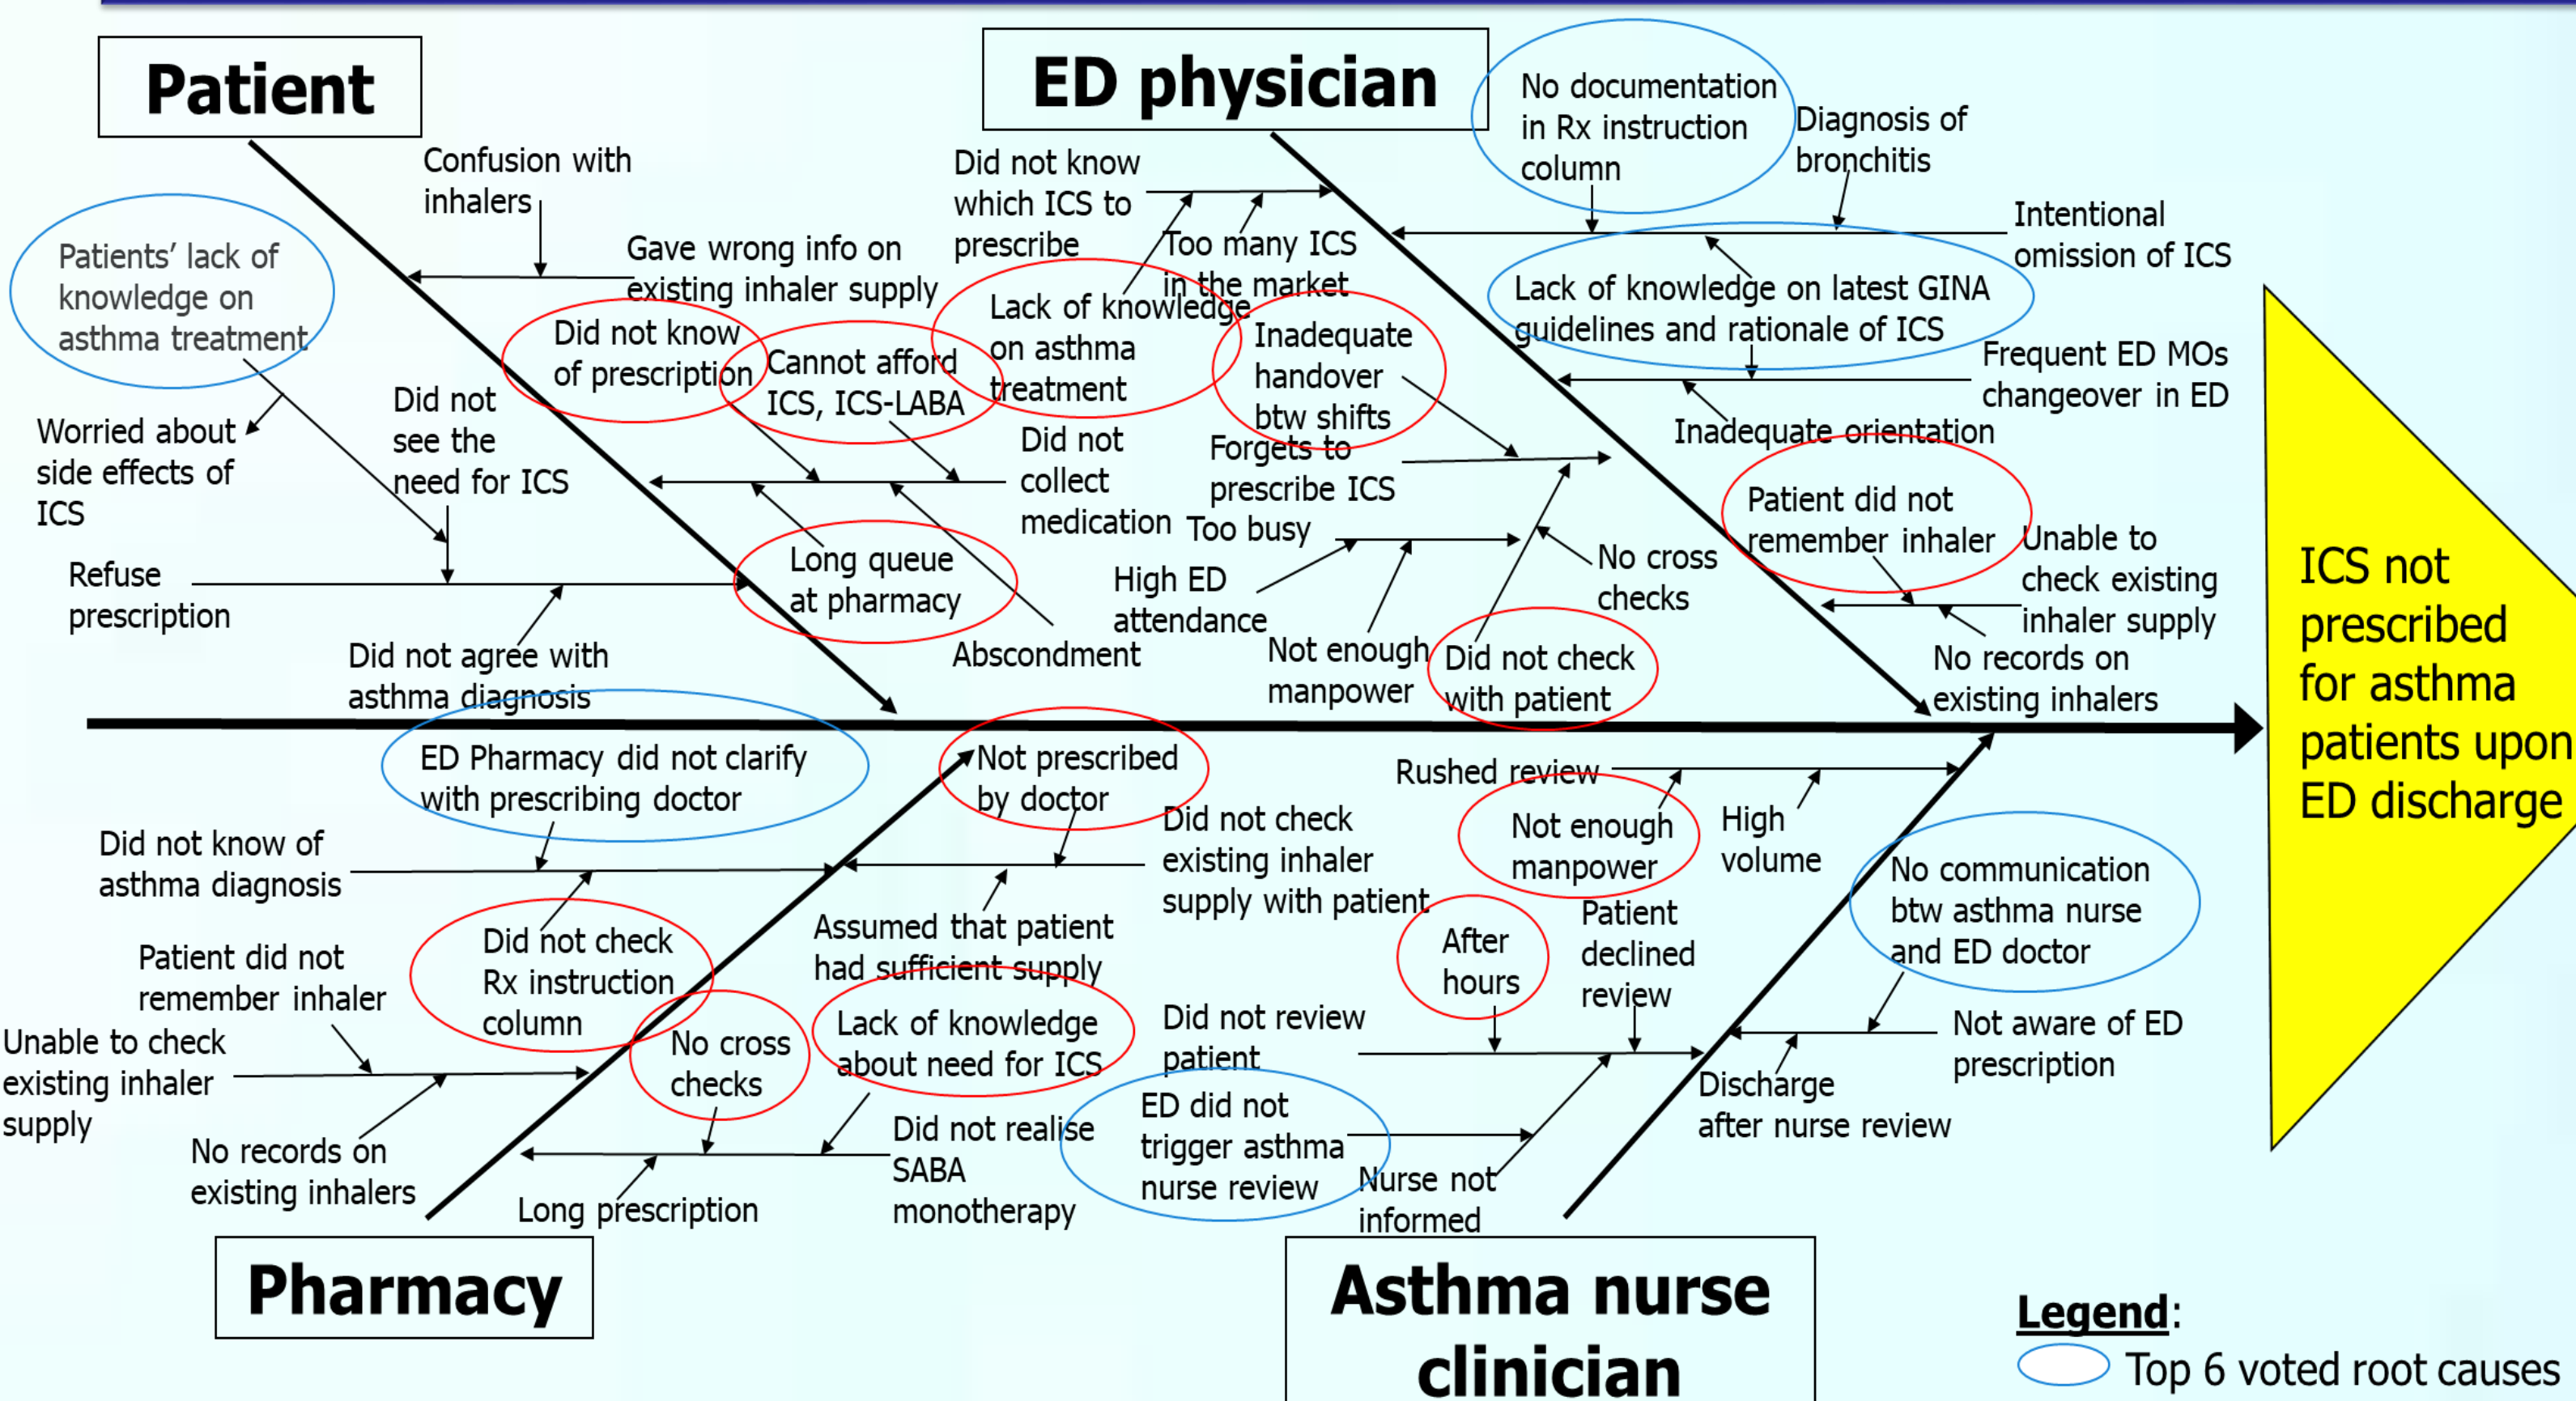 Patient
Confusion with
inhalers
Patients' lack of
knowledge on
asthma treatment
Gave wrong info on
existing inhaler supply
Did not know
of prescription
Cannot afford
ICS, ICS-LABA
Worried about
side effects of
ICS
Did not
see the
need for ICS
Did not
collect
medication
Refuse
prescription
Long queue
at pharmacy
Did not agree with
asthma diagnosis
Abscondment
ED physician
Did not know
which ICS to
prescribe
Too many ICS
in the market
Lack of knowledge
on asthma
treatment
Inadequate
handover
btw shifts
Forgets to
prescribe ICS
Too busy
High ED
attendance
Not enough
manpower
No cross
checks
Did not check
with patient
No documentation
in Rx instruction
column
Diagnosis of
bronchitis
Intentional
omission of ICS
Lack of knowledge on latest GINA
guidelines and rationale of ICS
Frequent ED MOs
changeover in ED
Inadequate orientation
Patient did not
remember inhaler
Unable to
check existing
inhaler supply
No records on
existing inhalers
ICS not
prescribed
for asthma
patients upon
ED discharge
ED Pharmacy did not clarify
with prescribing doctor
Not prescribed
by doctor
Did not know of
asthma diagnosis
Did not check
existing inhaler
supply with patient
Did not check
Rx instruction
column
Assumed that patient
had sufficient supply
Patient did not
remember inhaler
Unable to check
existing inhaler
supply
No records on
existing inhalers
No cross
checks
Lack of knowledge
about need for ICS
Did not realise
SABA
monotherapy
Long prescription
Pharmacy
Rushed review
Not enough
manpower
High
volume
After
hours
Patient
declined
review
No communication
btw asthma nurse
and ED doctor
Did not review
patient
Not aware of ED
prescription
ED did not
trigger asthma
nurse review
Nurse not
informed
Discharge
after nurse review
Asthma nurse
clinician
Legend:
Top 6 voted root causes